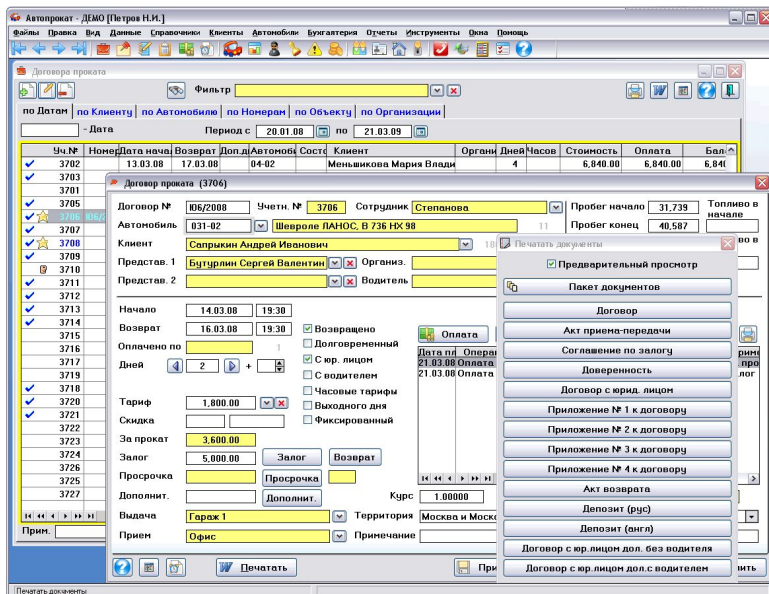 Автопрокат - ДЕМО [Петров Н.И.]
Файлы Правка Вид Данные Справочники Клиенты Автомобили Бухгалтерия Отчеты Инструменты Окна Помощь
Договора проката
Фильтр
по Датам по Клиенту по Автомобилю по Номерам по Объекту по Организации
- Дата Период с 20.01.08 по 21.03.09
Уч.№ Номер Дата нача Возврат Доп.д Автомоби Состо Клиент Органи Дней Часов Стоимость Оплата Бал
3702 13.03.08 17.03.08 04-02 Меньшикова Мария Влади 4 6,840.00 6,840.00 6,84
3703
3701
3705
3706
3707
3708
3709
3710
3711
3712
3713
3714
3715
3716
3717
3719
3718
3720
3721
3722
3723
3724
3726
3725
3727
Прим.
Договор проката (3706)
Договор № Ю6/2008 Учетн. № 3706 Сотрудник Степанова Пробег начало 31,739 Топливо в начале
Автомобиль 031-02 Шевроле ЛАНОС, В 736 НХ 98 11 Пробег конец 40,587
Клиент Сапрыкин Андрей Иванович
Представ. 1 Бутурлин Сергей Валентин Организ.
Представ. 2 Водитель
Начало 14.03.08 19:30
Возврат 16.03.08 19:30 Возвращено
Оплачено по 1 Долговременный
Дней 2 + С юр. лицом
С водителем
Часовые тарифы
Тариф 1,800.00 Выходного дня
Скидка Фиксированный
За прокат 3,600.00
Залог 5,000.00 Залог Возврат
Просрочка Просрочка
Дополнит. Дополнит. Курс 1.00000
Выдача Гараж 1 Территория Москва и Моск
Прием Офис Примечание
Оплата
Дата пл Опера
21.03.08 Оплата
21.03.08 Оплата
Печатать
При
ить
Печатать документы
Предварительный просмотр
Пакет документов
Договор
Акт приема-передачи
Соглашение по залогу
Доверенность
Договор с юрид. лицом
Приложение № 1 к договору
Приложение № 2 к договору
Приложение № 3 к договору
Приложение № 4 к договору
Акт возврата
Депозит (рус)
Депозит (англ)
Договор с юр.лицом дол. без водителя
Договор с юр.лицом дол.с водителем
Печатать документы